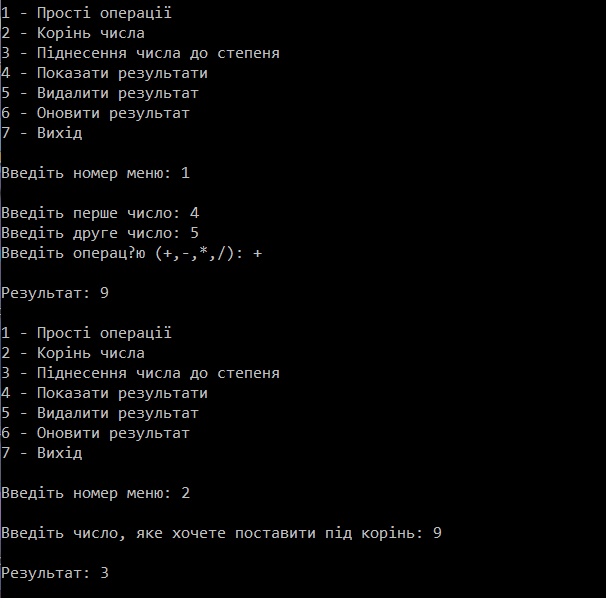 1 - Прості операції
2 - Корінь числа
3 - Піднесення числа до степеня
4 - Показати результати
5 - Видалити результат
6 - Оновити результат
7 - Вихід
Введіть номер меню: 1
Введіть перше число: 4
Введіть друге число: 5
Введіть операц?ю (+,-,*,/): +
Результат: 9
1 - Прості операції
2 - Корінь числа
3 - Піднесення числа до степеня
4 - Показати результати
5 - Видалити результат
6 - Оновити результат
7 - Вихід
Введіть номер меню: 2
Введіть число, яке хочете поставити під корінь: 9
Результат: 3